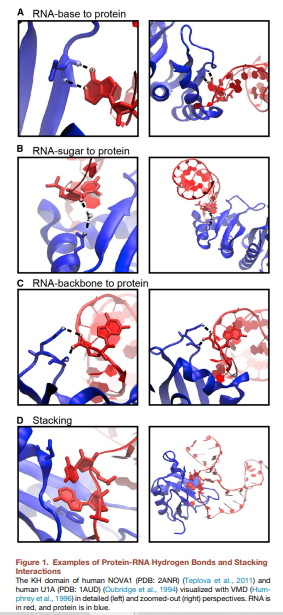 A RNA-base to protein
B RNA-sugar to protein
C RNA-backbone to protein
D Stacking
Figure 1. Examples of Protein-RNA Hydrogen Bonds and Stacking
Interactions
The KH domain of human NOVA1 (PDB: 2ANR) (Teplova et al., 2011) and
human U1A (PDB: 1AUD) (Oubridge et al., 1994) visualized with VMD (Hum-
phrey et al., 1996) in detailed (left) and zoomed-out (right) perspectives. RNA is
in red, and protein is in blue.